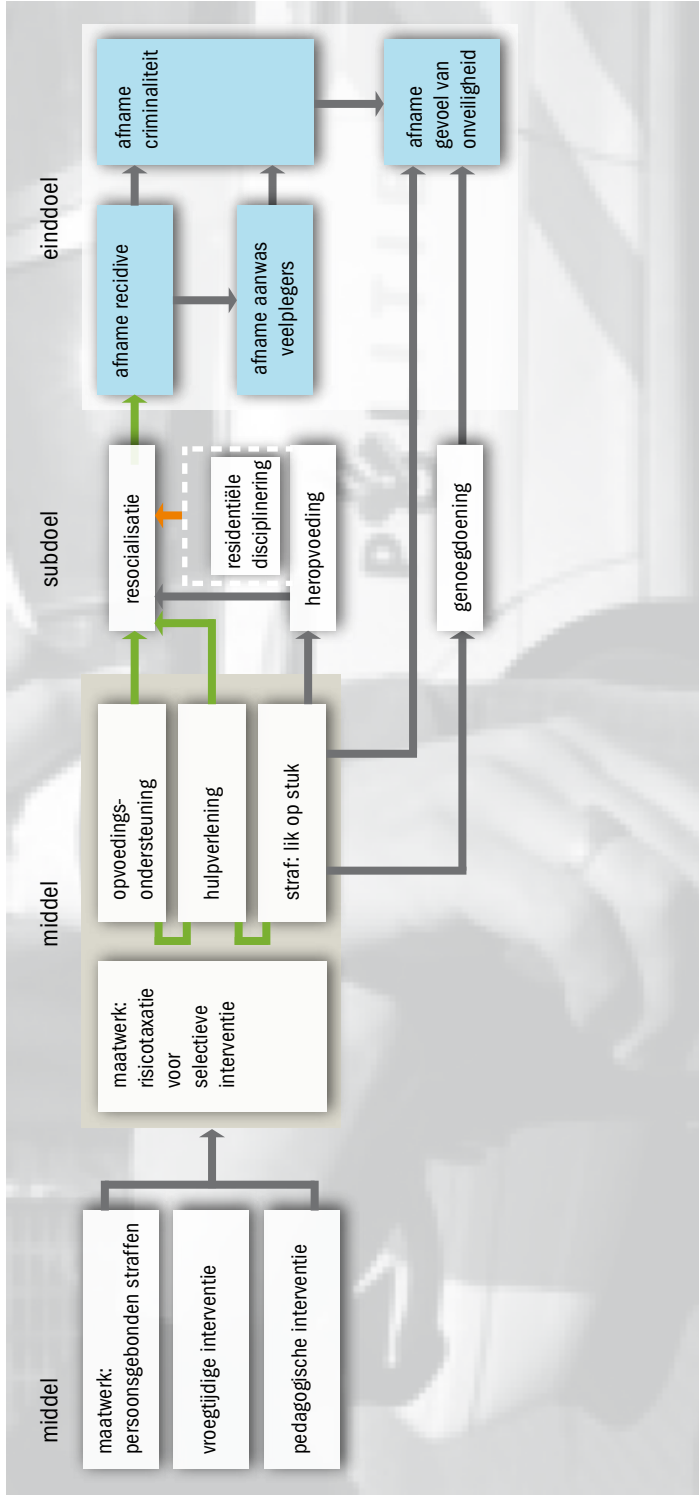 middel
maatwerk:
persoonsgebonden straffen
vroegtijdige interventie
pedagogische interventie
middel
maatwerk:
risicotaxatie
voor
selectieve
interventie
opvoedings-
ondersteuning
hulpverlening
straf: lik op stuk
subdoel
resocialisatie
residentiële
disciplinering
heropvoeding
genoegdoening
einddoel
afname recidive
afname aanwas
veelplegers
afname
criminaliteit
afname
gevoel van
onveiligheid